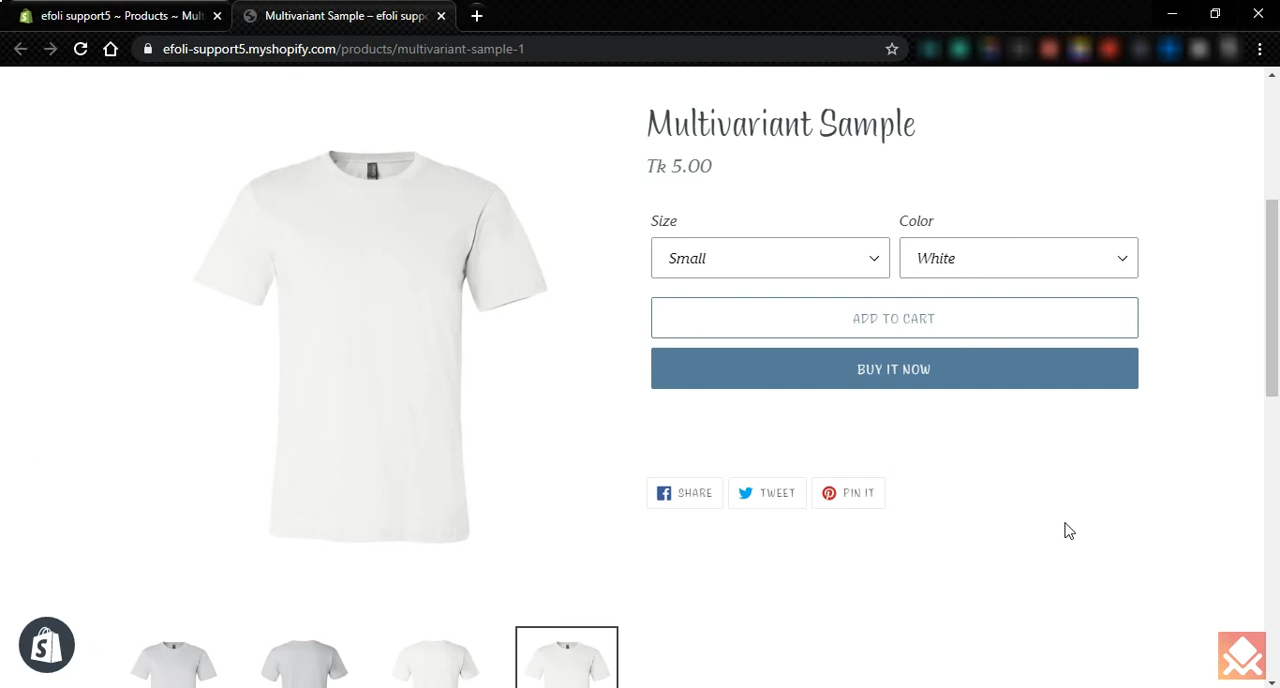 efoli support5 ~ Products ~ Mult
Multivariant Sample – efoli suppo
efoli-support5.myshopify.com/products/multivariant-sample-1
Multivariant Sample
Tk 5.00
Size
Color
Small
White
ADD TO CART
BUY IT NOW
SHARE
TWEET
PIN IT